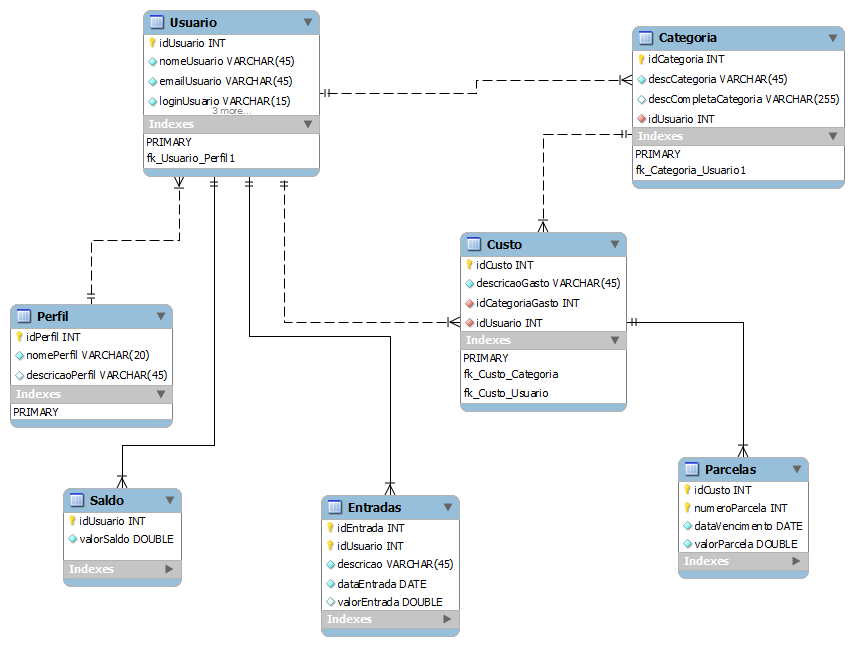 Usuario
idUsuario INT
nomeUsuario VARCHAR(45)
emailUsuario VARCHAR(45)
loginUsuario VARCHAR(15)
3 more...
Indexes
PRIMARY
fk_Usuario_Perfil1
Categoria
idCategoria INT
descCategoria VARCHAR(45)
descCompletaCategoria VARCHAR(255)
idUsuario INT
Indexes
PRIMARY
fk_Categoria_Usuario1
Custo
idCusto INT
descricaoGasto VARCHAR(45)
idCategoriaGasto INT
idUsuario INT
Indexes
PRIMARY
fk_Custo_Categoria
fk_Custo_Usuario
Perfil
idPerfil INT
nomePerfil VARCHAR(20)
descricaoPerfil VARCHAR(45)
Indexes
PRIMARY
Saldo
idUsuario INT
valorSaldo DOUBLE
Indexes
Entradas
idEntrada INT
idUsuario INT
descricao VARCHAR(45)
dataEntrada DATE
valorEntrada DOUBLE
Indexes
Parcelas
idCusto INT
numeroParcela INT
dataVencimento DATE
valorParcela DOUBLE
Indexes